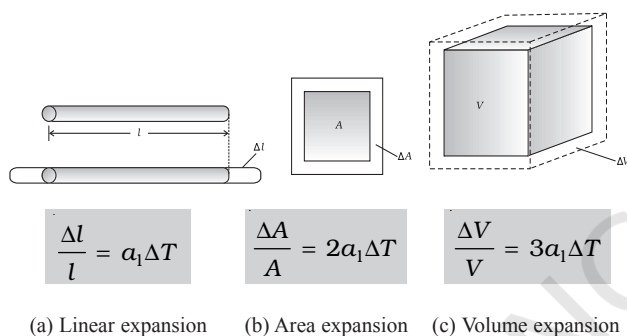 V
A
l
Δl
ΔA
ΔV
Δl/l = a₁ΔT
ΔA/A = 2a₁ΔT
ΔV/V = 3a₁ΔT
(a) Linear expansion (b) Area expansion (c) Volume expansion